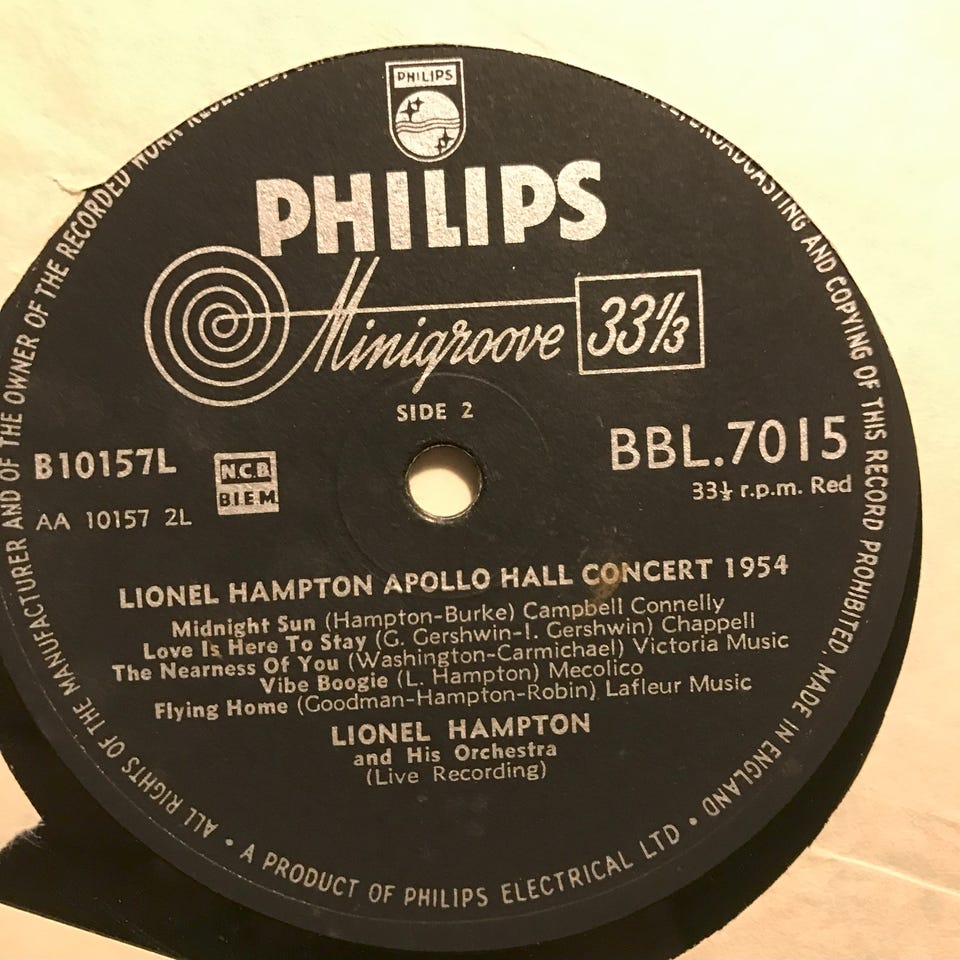 PHILIPS
PHILIPS
Minigroove 33⅓
SIDE 2
B10157L
N.C.B
BIEM
AA 10157 2L
BBL.7015
33⅓ r.p.m. Red
LIONEL HAMPTON APOLLO HALL CONCERT 1954
Midnight Sun (Hampton-Burke) Campbell Connelly
Love Is Here To Stay (G. Gershwin-I. Gershwin) Chappell
The Nearness Of You (Washington-Carmichael) Victoria Music
Vibe Boogie (L. Hampton) Mecolico
Flying Home (Goodman-Hampton-Robin) Lafleur Music
LIONEL HAMPTON
and His Orchestra
(Live Recording)
ALL RIGHTS OF THE MANUFACTURER AND OF THE OWNER OF THE RECORDED WORK BROADCASTING AND COPYING OF THIS RECORD PROHIBITED. MADE IN ENGLAND
• A PRODUCT OF PHILIPS ELECTRICAL LTD •